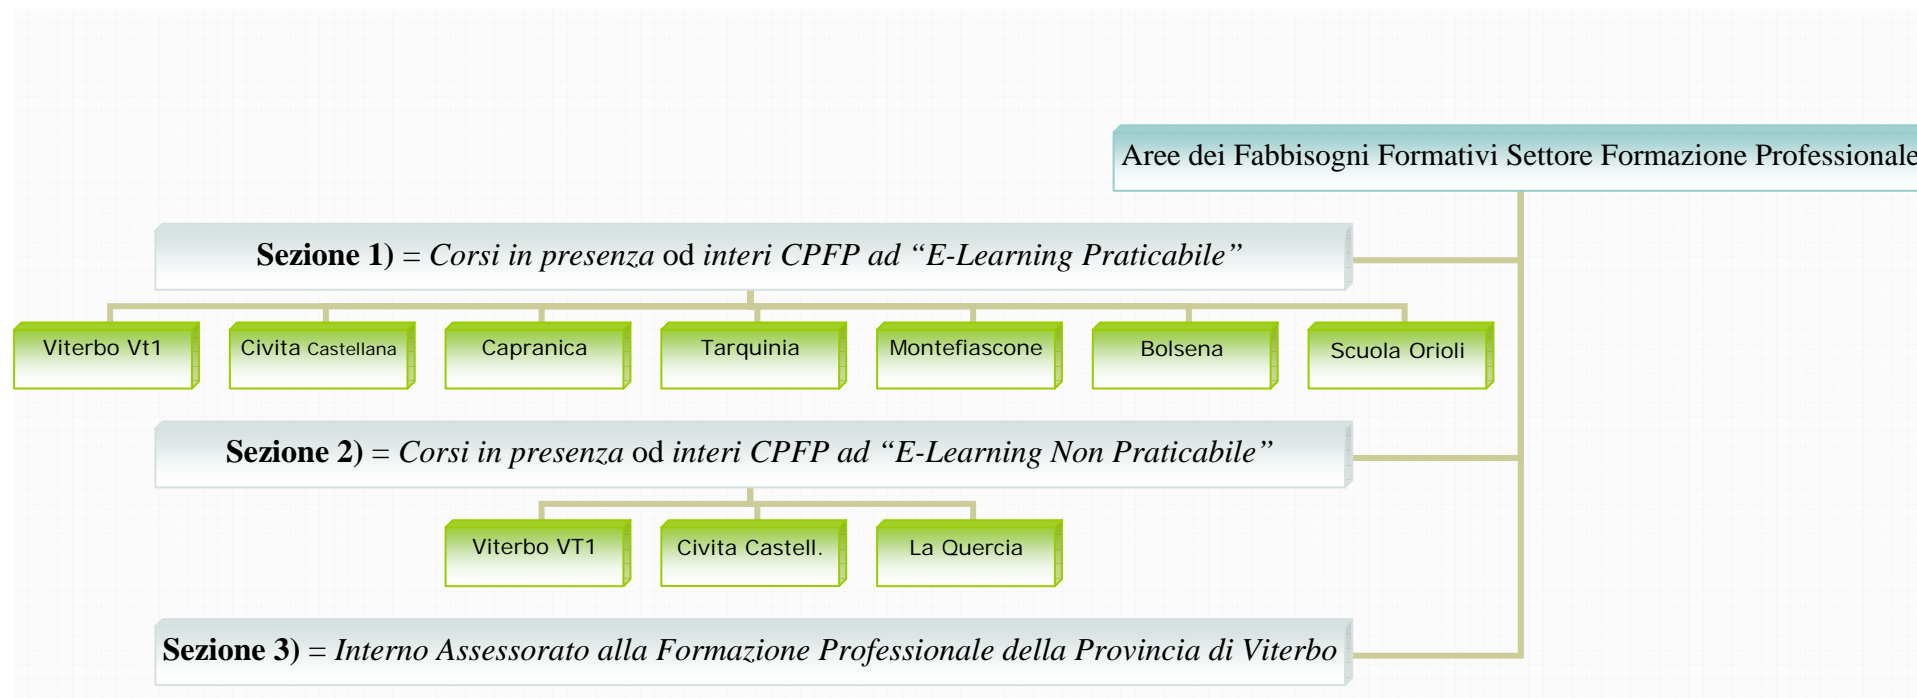 Aree dei Fabbisogni Formativi Settore Formazione Professionale
Sezione 1) = Corsi in presenza od interi CPFP ad “E-Learning Praticabile”
Viterbo Vt1
Civita Castellana
Capranica
Tarquinia
Montefiascone
Bolsena
Scuola Orioli
Sezione 2) = Corsi in presenza od interi CPFP ad “E-Learning Non Praticabile”
Viterbo VT1
Civita Castell.
La Quercia
Sezione 3) = Interno Assessorato alla Formazione Professionale della Provincia di Viterbo